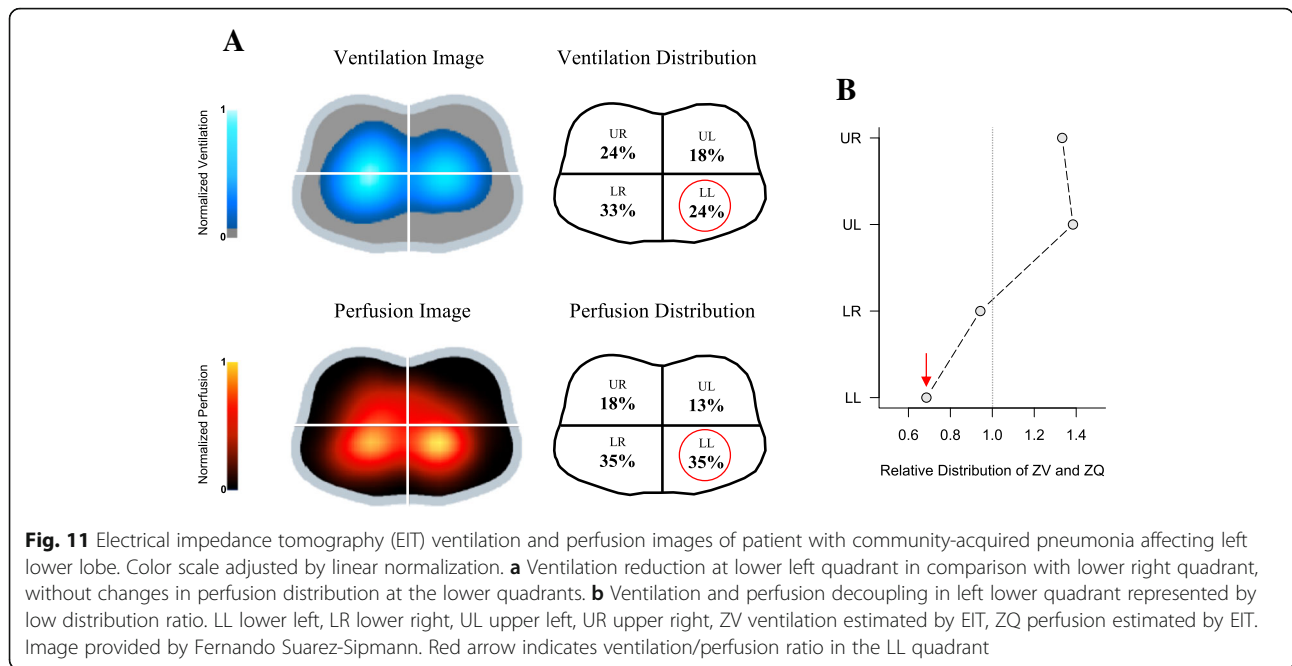 A
Ventilation Image
Ventilation Distribution
1
Normalized Ventilation
0
UR
24%
UL
18%
LR
33%
LL
24%
Perfusion Image
Perfusion Distribution
1
Normalized Perfusion
0
UR
18%
UL
13%
LR
35%
LL
35%
B
UR
UL
LR
LL
0.6 0.8 1.0 1.2 1.4
Relative Distribution of ZV and ZQ
Fig. 11 Electrical impedance tomography (EIT) ventilation and perfusion images of patient with community-acquired pneumonia affecting left
lower lobe. Color scale adjusted by linear normalization. a Ventilation reduction at lower left quadrant in comparison with lower right quadrant,
without changes in perfusion distribution at the lower quadrants. b Ventilation and perfusion decoupling in left lower quadrant represented by
low distribution ratio. LL lower left, LR lower right, UL upper left, UR upper right, ZV ventilation estimated by EIT, ZQ perfusion estimated by EIT.
Image provided by Fernando Suarez-Sipmann. Red arrow indicates ventilation/perfusion ratio in the LL quadrant